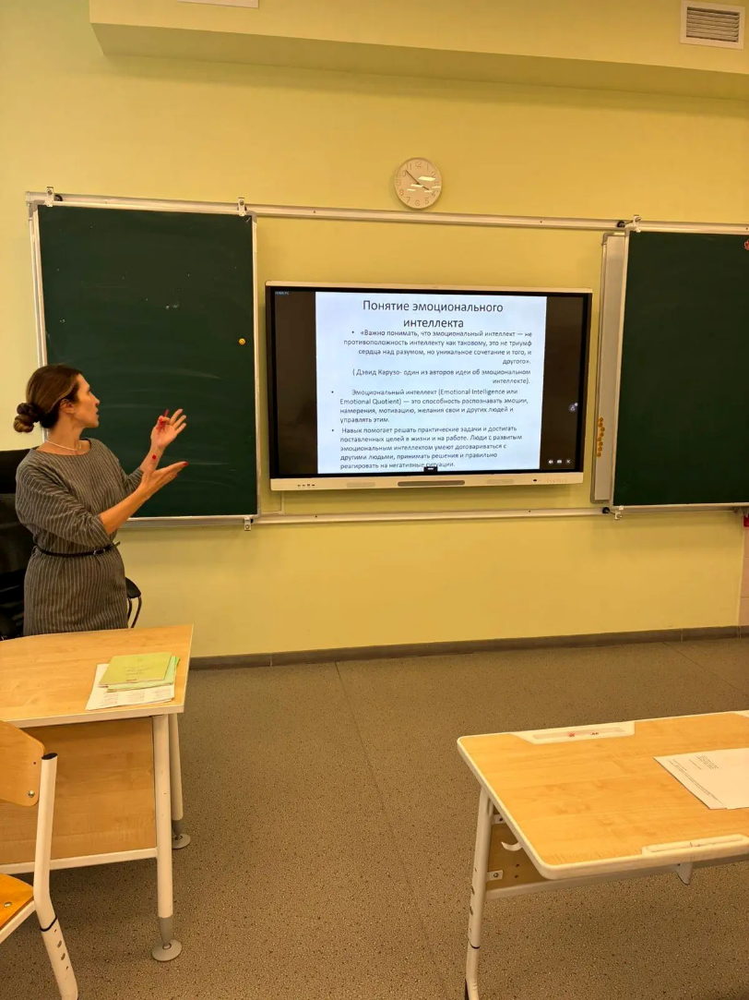 Понятие эмоционального
интеллекта
• «Важно понимать, что эмоциональный интеллект — не
противоположность интеллекту как таковому, это не триумф
сердца над разумом, но уникальное сочетание и того, и
другого».
( Дэвид Карузо- один из авторов идеи об эмоциональном
интеллекте).
• Эмоциональный интеллект (Emotional Intelligence или
Emotional Quotient) — это способность распознавать эмоции,
намерения, мотивацию, желания свои и других людей и
управлять этим.
• Навык помогает решать практические задачи и достигать
поставленных целей в жизни и на работе. Люди с развитым
эмоциональным интеллектом умеют договариваться с
другими людьми, принимать решения и правильно
реагировать на негативные ситуации.